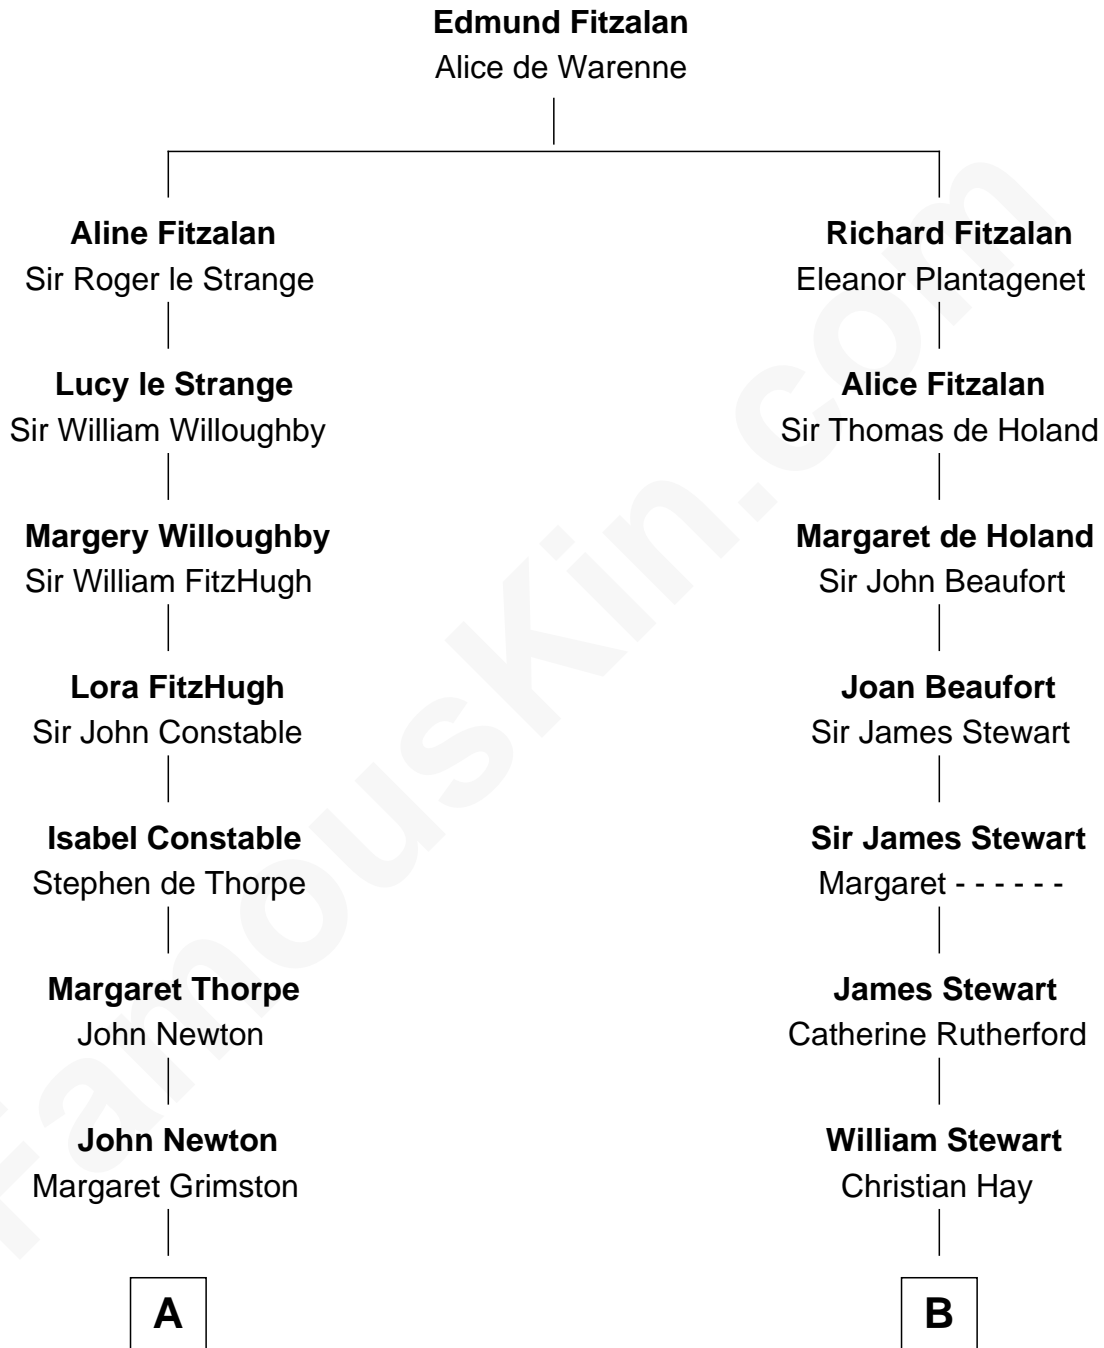 Edmund Fitzalan
Alice de Warenne
Aline Fitzalan
Sir Roger le Strange
Richard Fitzalan
Eleanor Plantagenet
Lucy le Strange
Sir William Willoughby
Alice Fitzalan
Sir Thomas de Holand
Margery Willoughby
Sir William FitzHugh
Margaret de Holand
Sir John Beaufort
Lora FitzHugh
Sir John Constable
Joan Beaufort
Sir James Stewart
Isabel Constable
Stephen de Thorpe
Sir James Stewart
Margaret - - - - - -
Margaret Thorpe
John Newton
James Stewart
Catherine Rutherford
John Newton
Margaret Grimston
William Stewart
Christian Hay
A
B
FamousKin.com